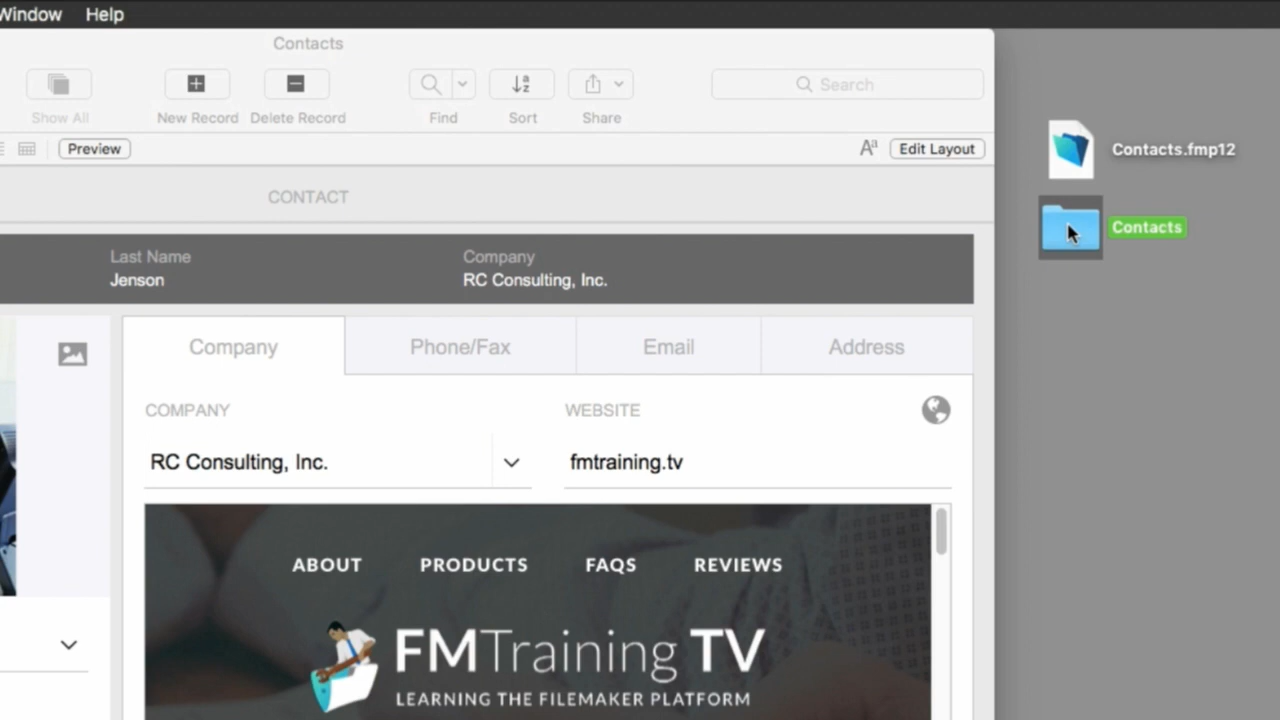 Window Help
Contacts
Search
Show All New Record Delete Record Find Sort Share
Preview Edit Layout
Contacts.fmp12
CONTACT
Contacts
Last Name Company
Jenson RC Consulting, Inc.
Company Phone/Fax Email Address
COMPANY WEBSITE
RC Consulting, Inc. fmtraining.tv
ABOUT PRODUCTS FAQS REVIEWS
FMTraining TV
LEARNING THE FILEMAKER PLATFORM